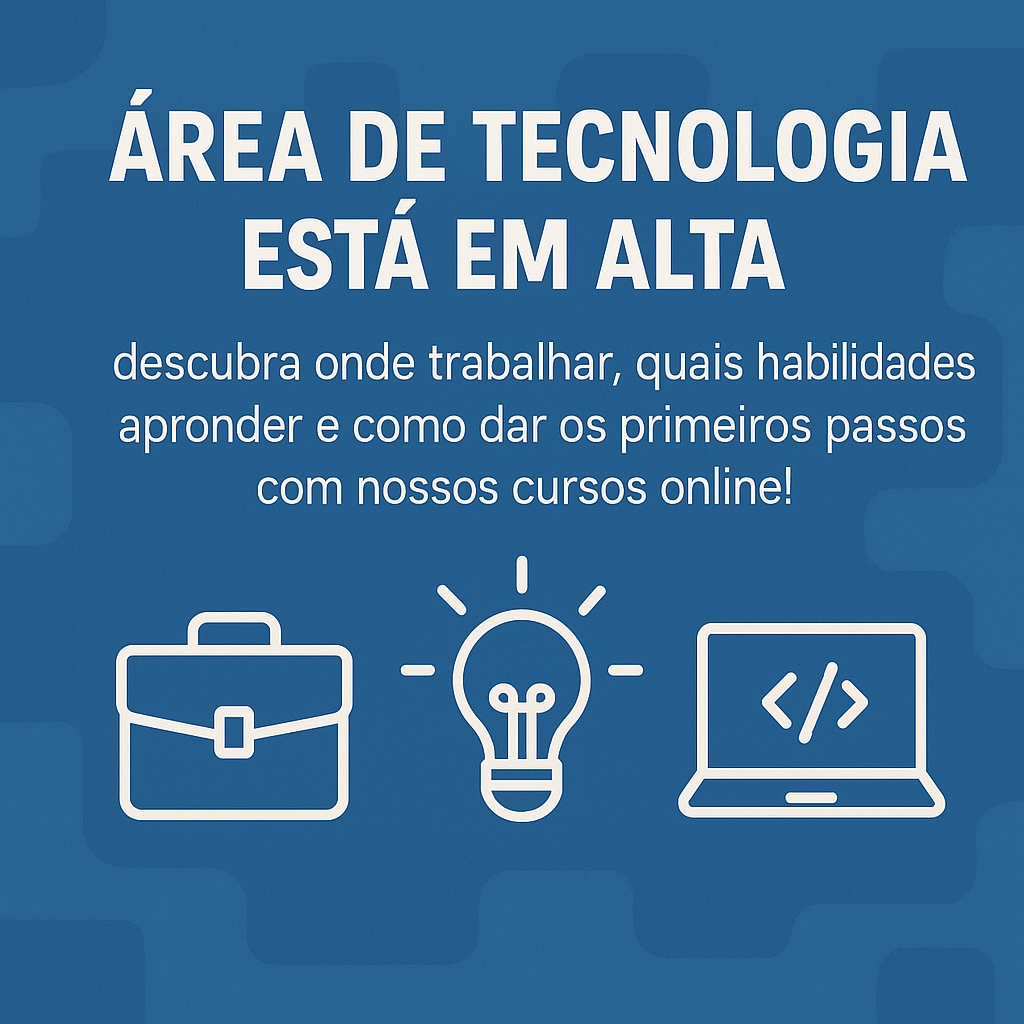 ÁREA DE TECNOLOGIA
ESTÁ EM ALTA
descubra onde trabalhar, quais habilidades
apronder e como dar os primeiros passos
com nossos cursos online!
</>